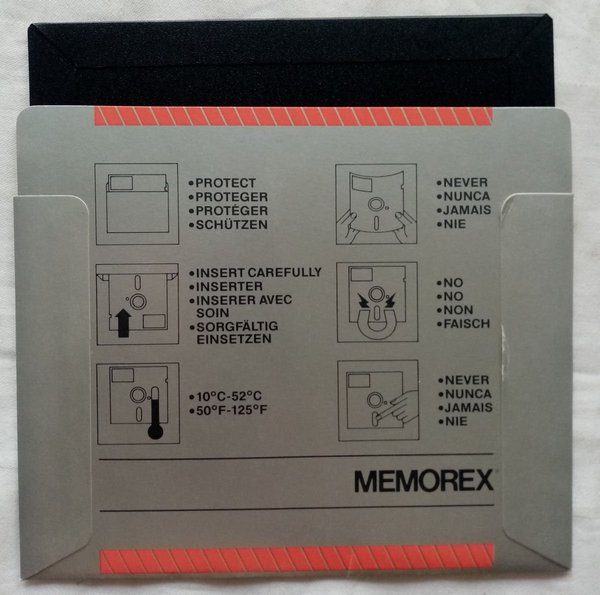 •PROTECT
•PROTEGER
•PROTÉGER
•SCHÜTZEN
•NEVER
•NUNCA
•JAMAIS
•NIE
•INSERT CAREFULLY
•INSERTER
•INSERER AVEC
SOIN
•SORGFÄLTIG
EINSETZEN
•NO
•NO
•NON
•FAISCH
•10°C-52°C
•50°F-125°F
•NEVER
•NUNCA
•JAMAIS
•NIE
MEMOREX®